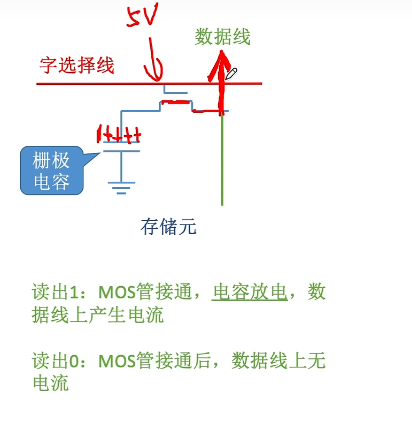 5V
数据线
字选择线
栅极
电容
存储元
读出1：MOS管接通，电容放电，数
据线上产生电流
读出0：MOS管接通后，数据线上无
电流